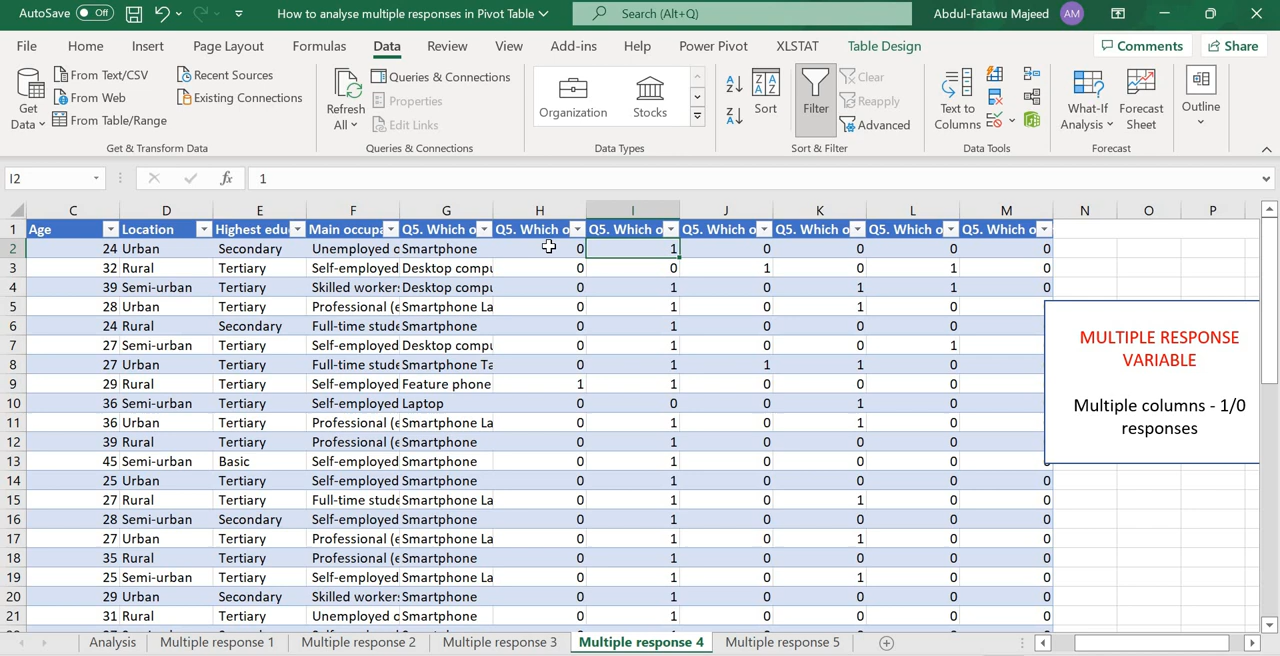 AutoSave Off How to analyse multiple responses in Pivot Table Search (Alt+Q) Abdul-Fatawu Majeed AM
File Home Insert Page Layout Formulas Data Review View Add-ins Help Power Pivot XLSTAT Table Design Comments Share
Get Data
From Text/CSV
From Web
From Table/Range
Recent Sources
Existing Connections
Get & Transform Data
Refresh All
Queries & Connections
Properties
Edit Links
Queries & Connections
Organization Stocks
Data Types
Sort
Filter
Clear
Reapply
Advanced
Sort & Filter
Text to Columns
Data Tools
What-If Analysis
Forecast Sheet
Forecast
Outline
I2 fx 1
C D E F G H I J K L M N O P
1 Age Location Highest edu Main occupa Q5. Which o Q5. Which o Q5. Which o Q5. Which o Q5. Which o Q5. Which o Q5. Which o
2 24 Urban Secondary Unemployed o Smartphone 0 1 0 0 0 0
3 32 Rural Tertiary Self-employed Desktop compu 0 0 1 0 1 0
4 39 Semi-urban Tertiary Skilled workers Desktop compu 0 1 0 1 1 0
5 28 Urban Tertiary Professional (e Smartphone La 0 1 0 1 0
6 24 Rural Secondary Full-time stude Smartphone 0 1 0 0 0
7 27 Semi-urban Tertiary Self-employed Desktop compu 0 1 0 0 1
8 27 Urban Tertiary Full-time stude Smartphone Ta 0 1 1 1 0
9 29 Rural Tertiary Self-employed Feature phone 1 1 0 0 0
10 36 Semi-urban Tertiary Self-employed Laptop 0 0 0 1 0
11 36 Urban Tertiary Professional (e Smartphone La 0 1 0 1 0
12 39 Rural Tertiary Professional (e Smartphone 0 1 0 0 0
13 45 Semi-urban Basic Self-employed Smartphone 0 1 0 0 0 0
14 25 Urban Tertiary Self-employed Smartphone 0 1 0 0 0 0
15 27 Rural Tertiary Full-time stude Smartphone La 0 1 0 1 0 0
16 28 Semi-urban Secondary Self-employed Smartphone 0 1 0 0 0 0
17 27 Urban Tertiary Professional (e Smartphone La 0 1 0 1 0 0
18 35 Rural Tertiary Professional (e Smartphone 0 1 0 0 0 0
19 25 Semi-urban Tertiary Self-employed Smartphone La 0 1 0 1 0 0
20 29 Urban Secondary Skilled workers Smartphone 0 1 0 0 0 0
21 31 Rural Tertiary Unemployed o Smartphone 0 1 0 0 0 0
MULTIPLE RESPONSE
VARIABLE
Multiple columns - 1/0
responses
Analysis Multiple response 1 Multiple response 2 Multiple response 3 Multiple response 4 Multiple response 5